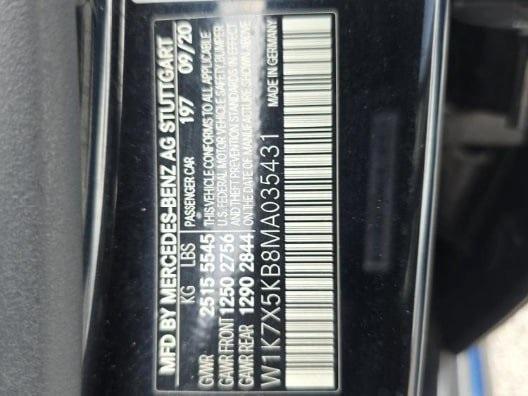 MFD BY MERCEDES-BENZ AG STUTTGART
KG LBS PASSENGER CAR 197 09/20
GVWR 2515 5545 THIS VEHICLE CONFORMS TO ALL APPLICABLE
GAWR FRONT 1250 2756 U.S. FEDERAL MOTOR VEHICLE SAFETY, BUMPER
AND THEFT PREVENTION STANDARDS IN EFFECT
GAWR REAR 1290 2844 ON THE DATE OF MANUFACTURE SHOWN ABOVE
W1K7X5KB8MA035431 MADE IN GERMANY